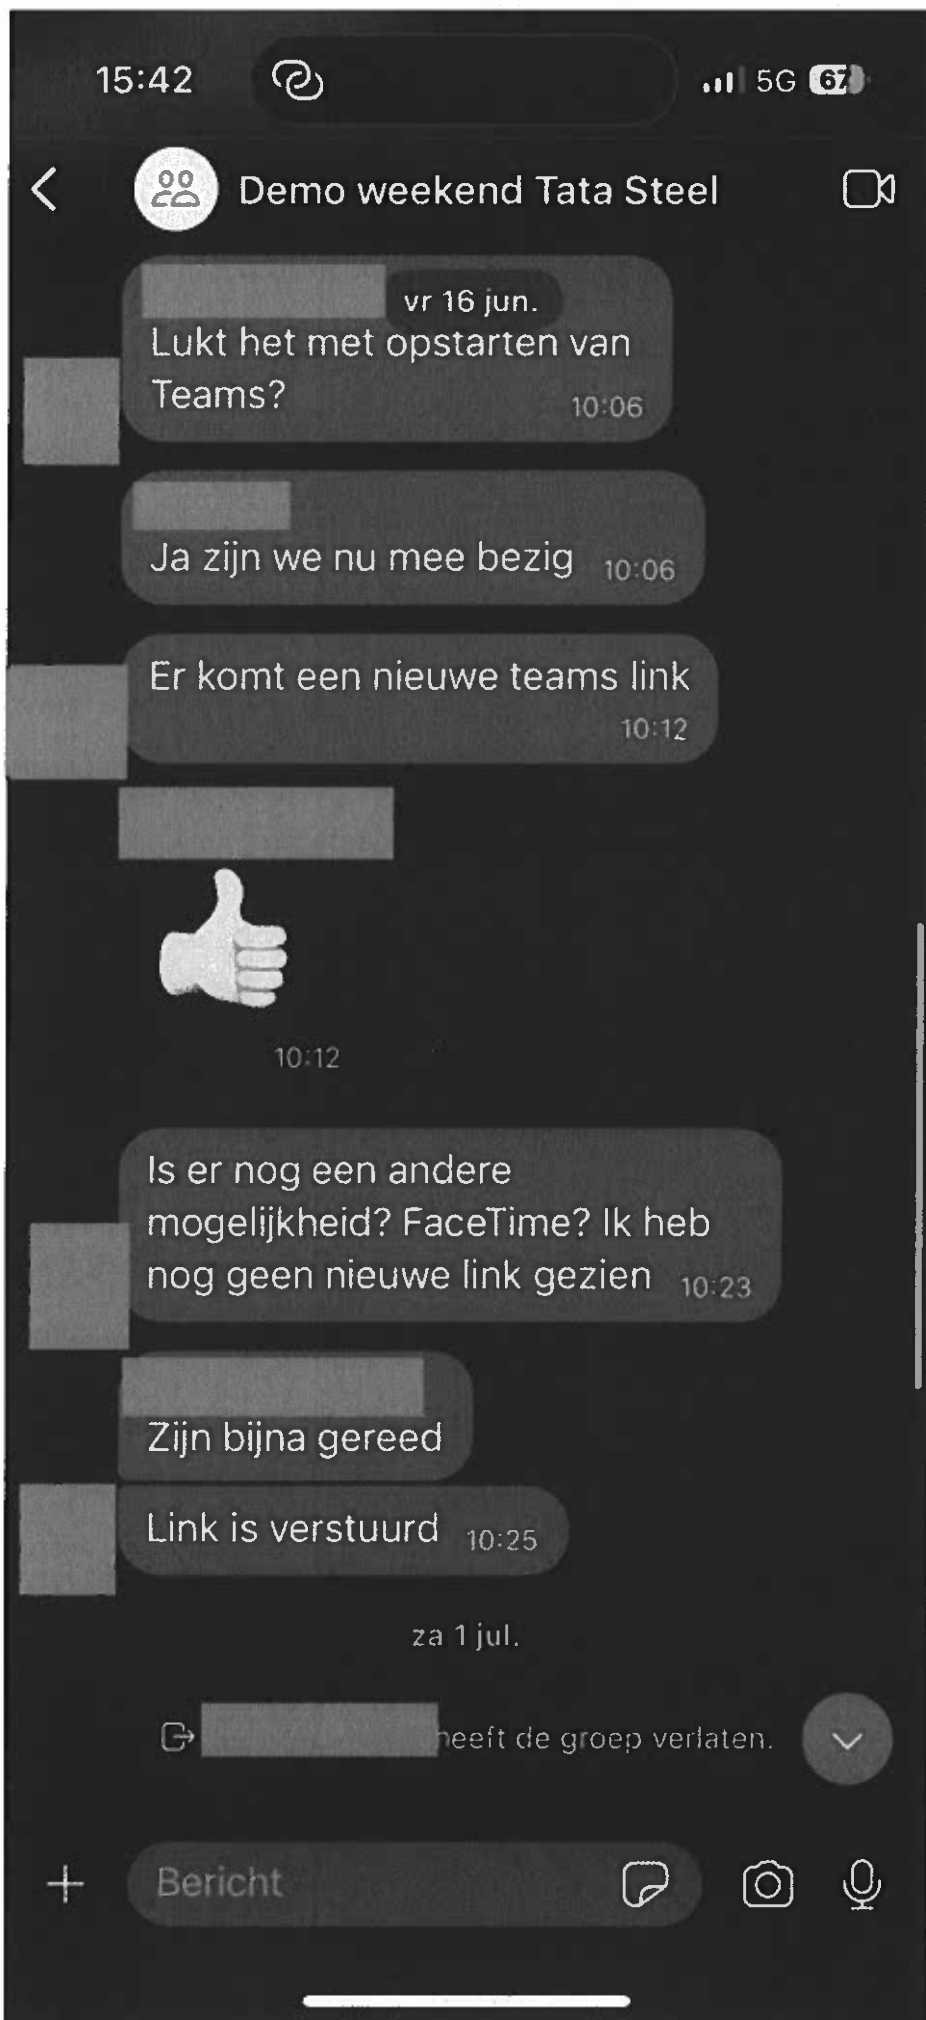 15:42
5G 67
Demo weekend Tata Steel
vr 16 jun.
Lukt het met opstarten van
Teams?
10:06
Ja zijn we nu mee bezig 10:06
Er komt een nieuwe teams link
10:12
10:12
Is er nog een andere
mogelijkheid? FaceTime? Ik heb
nog geen nieuwe link gezien 10:23
Zijn bijna gereed
Link is verstuurd 10:25
za 1 jul.
heeft de groep verlaten.
Bericht